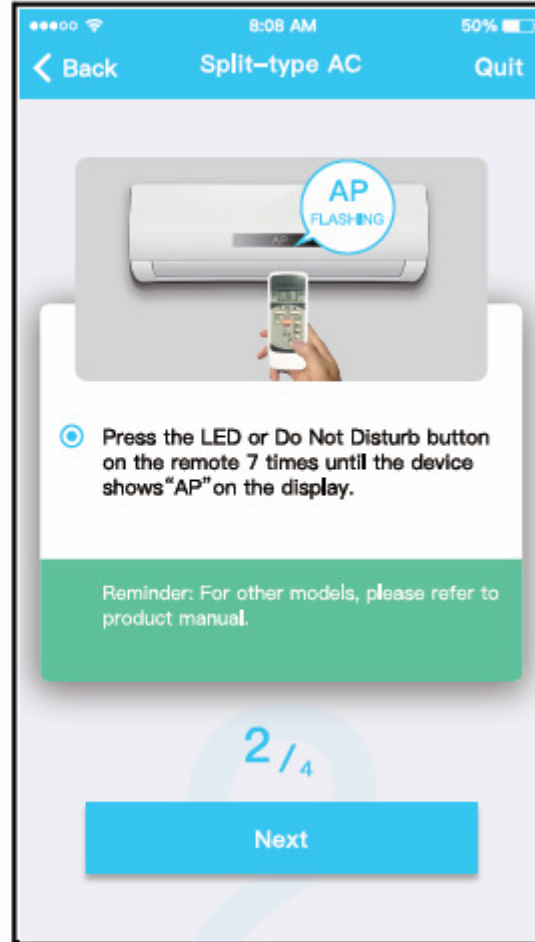 8:08 AM
50%
Back
Split-type AC
Quit
AP
FLASHING
AP
Press the LED or Do Not Disturb button
on the remote 7 times until the device
shows“AP”on the display.
Reminder: For other models, please refer to
product manual.
2/4
Next